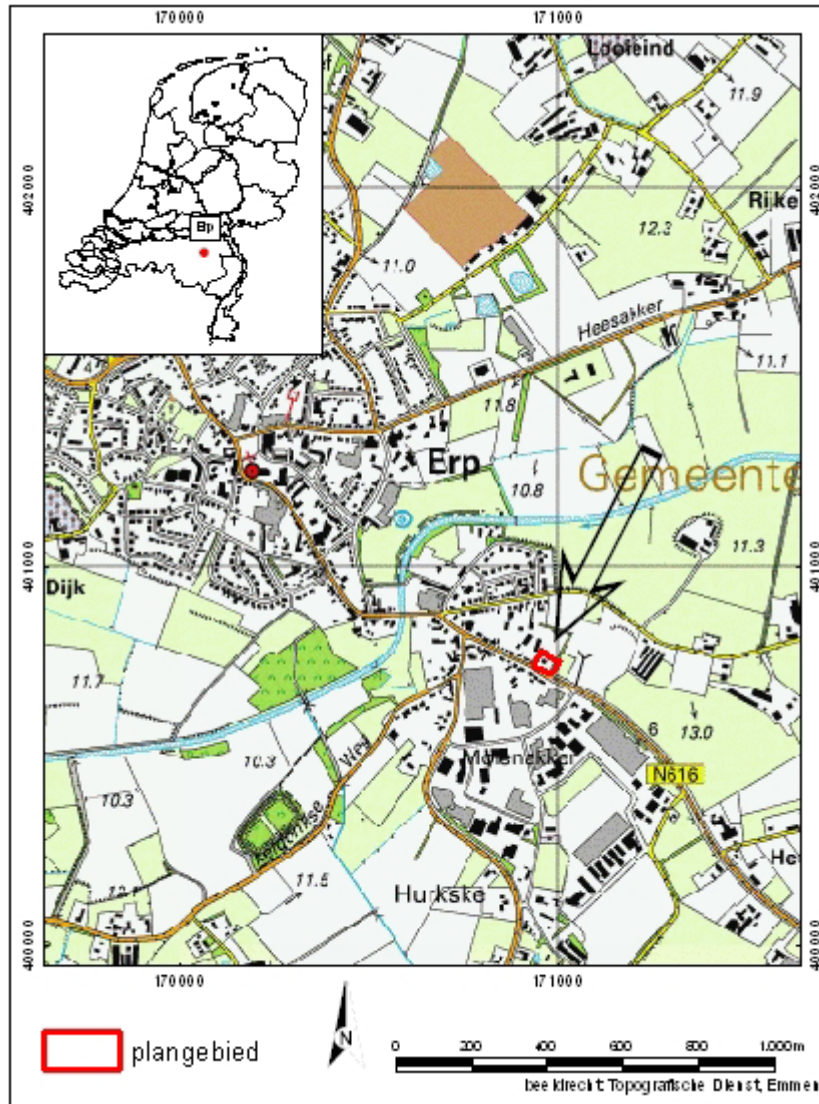 170000 171000
Looieind
11.9
402000 402000
Bp
12.3
Rijke
11.0
Heesakker
11.1
11.8
Erp
10.8
Gemeente
11.3
401000 401000
Dijk
11.7
13.0
6
10.3
Weg
Molenakker
N616
10.3
Keldonkse
11.5
Hurkske
400000 400000
170000 171000
N
plangebied
0 200 400 600 800 1.000m
beeldrecht Topografische Dienst, Emmen